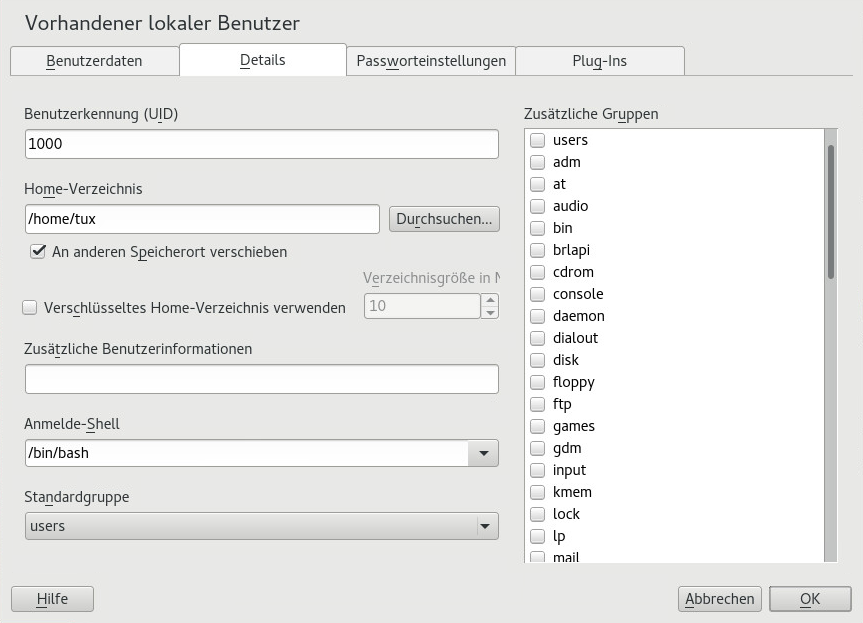 Vorhandener lokaler Benutzer
Benutzerdaten
Details
Passworteinstellungen
Plug-Ins
Benutzerkennung (UID)
1000
Home-Verzeichnis
/home/tux
Durchsuchen...
An anderen Speicherort verschieben
Verzeichnisgröße in
Verschlüsseltes Home-Verzeichnis verwenden
10
Zusätzliche Benutzerinformationen
Anmelde-Shell
/bin/bash
Standardgruppe
users
Zusätzliche Gruppen
users
adm
at
audio
bin
brlapi
cdrom
console
daemon
dialout
disk
floppy
ftp
games
gdm
input
kmem
lock
lp
mail
Hilfe
Abbrechen
OK